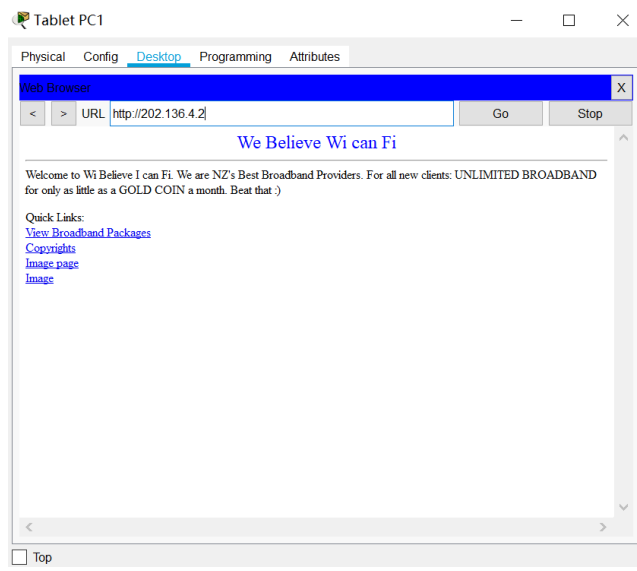 Tablet PC1
Physical Config Desktop Programming Attributes
Web Browser
X
< > URL http://202.136.4.2 Go Stop
We Believe Wi can Fi
Welcome to Wi Believe I can Fi. We are NZ's Best Broadband Providers. For all new clients: UNLIMITED BROADBAND
for only as little as a GOLD COIN a month. Beat that :)
Quick Links:
View Broadband Packages
Copyrights
Image page
Image
Top